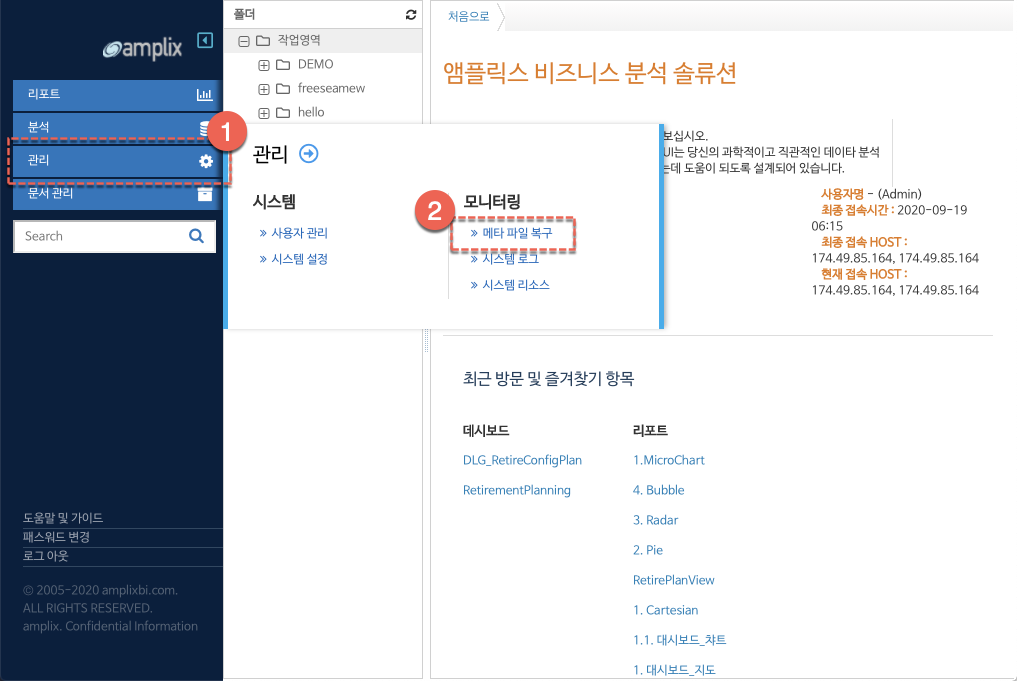 amplix
리포트
분석
관리
문서 관리
Search
도움말 및 가이드
패스워드 변경
로그 아웃
© 2005-2020 amplixbi.com.
ALL RIGHTS RESERVED.
amplix. Confidential Information
폴더
작업영역
DEMO
freeseamew
hello
1
관리
시스템
» 사용자 관리
» 시스템 설정
2
모니터링
» 메타 파일 복구
» 시스템 로그
» 시스템 리소스
처음으로
앰플릭스 비즈니스 분석 솔류션
보십시오.
UI는 당신의 과학적이고 직관적인 데이타 분석
는데 도움이 되도록 설계되어 있습니다.
사용자명 - (Admin)
최종 접속시간 : 2020-09-19
06:15
최종 접속 HOST :
174.49.85.164, 174.49.85.164
현재 접속 HOST :
174.49.85.164, 174.49.85.164
최근 방문 및 즐겨찾기 항목
데시보드
DLG_RetireConfigPlan
RetirementPlanning
리포트
1.MicroChart
4. Bubble
3. Radar
2. Pie
RetirePlanView
1. Cartesian
1.1. 대시보드_챠트
1. 대시보드_지도